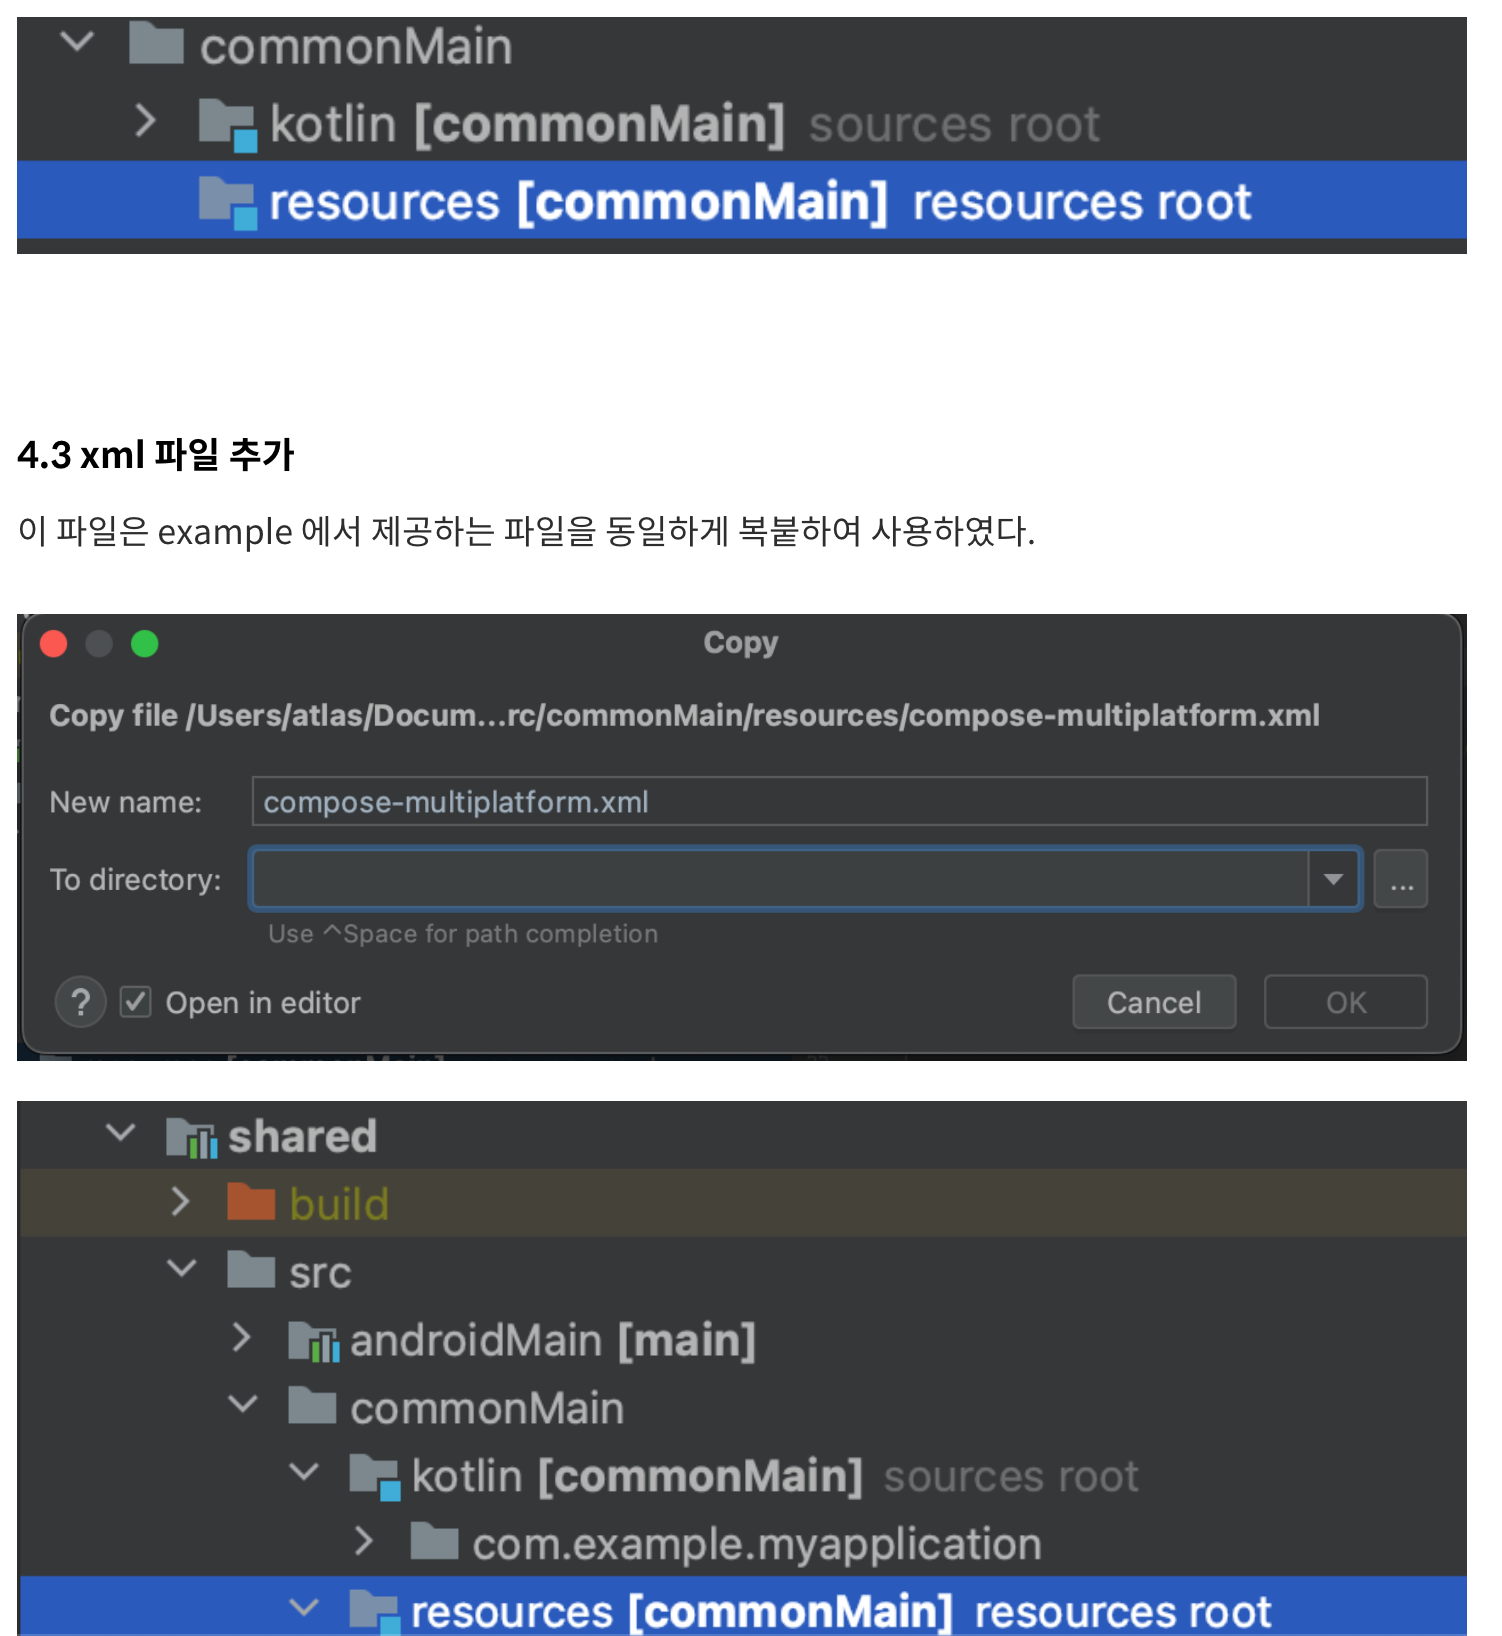 commonMain
kotlin [commonMain] sources root
resources [commonMain] resources root
4.3 xml 파일 추가
이 파일은 example 에서 제공하는 파일을 동일하게 복붙하여 사용하였다.
Copy
Copy file /Users/atlas/Docum...rc/commonMain/resources/compose-multiplatform.xml
New name: compose-multiplatform.xml
To directory: ...
Use ^Space for path completion
? Open in editor Cancel OK
shared
build
src
androidMain [main]
commonMain
kotlin [commonMain] sources root
com.example.myapplication
resources [commonMain] resources root